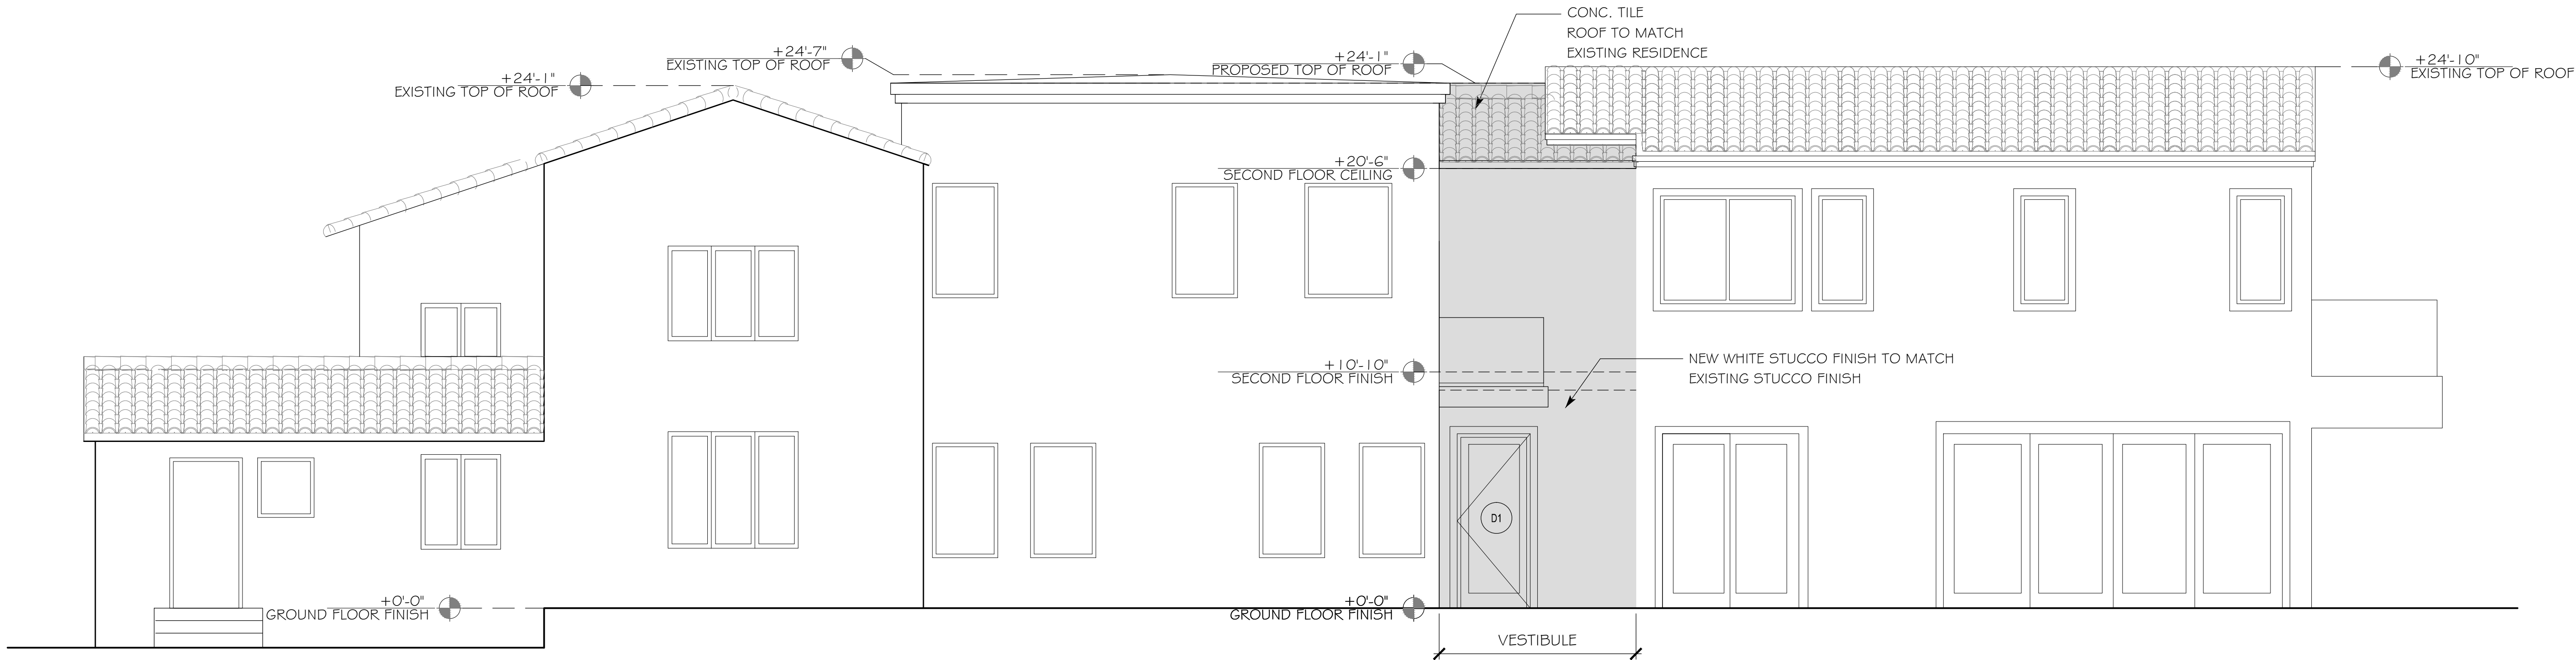 CONC. TILE
ROOF TO MATCH
EXISTING RESIDENCE
+24'-7"
EXISTING TOP OF ROOF
+24'-1"
PROPOSED TOP OF ROOF
+24'-10"
EXISTING TOP OF ROOF
+24'-1"
EXISTING TOP OF ROOF
+20'-6"
SECOND FLOOR CEILING
+10'-10"
SECOND FLOOR FINISH
NEW WHITE STUCCO FINISH TO MATCH
EXISTING STUCCO FINISH
D1
+0'-0"
GROUND FLOOR FINISH
+0'-0"
GROUND FLOOR FINISH
VESTIBULE